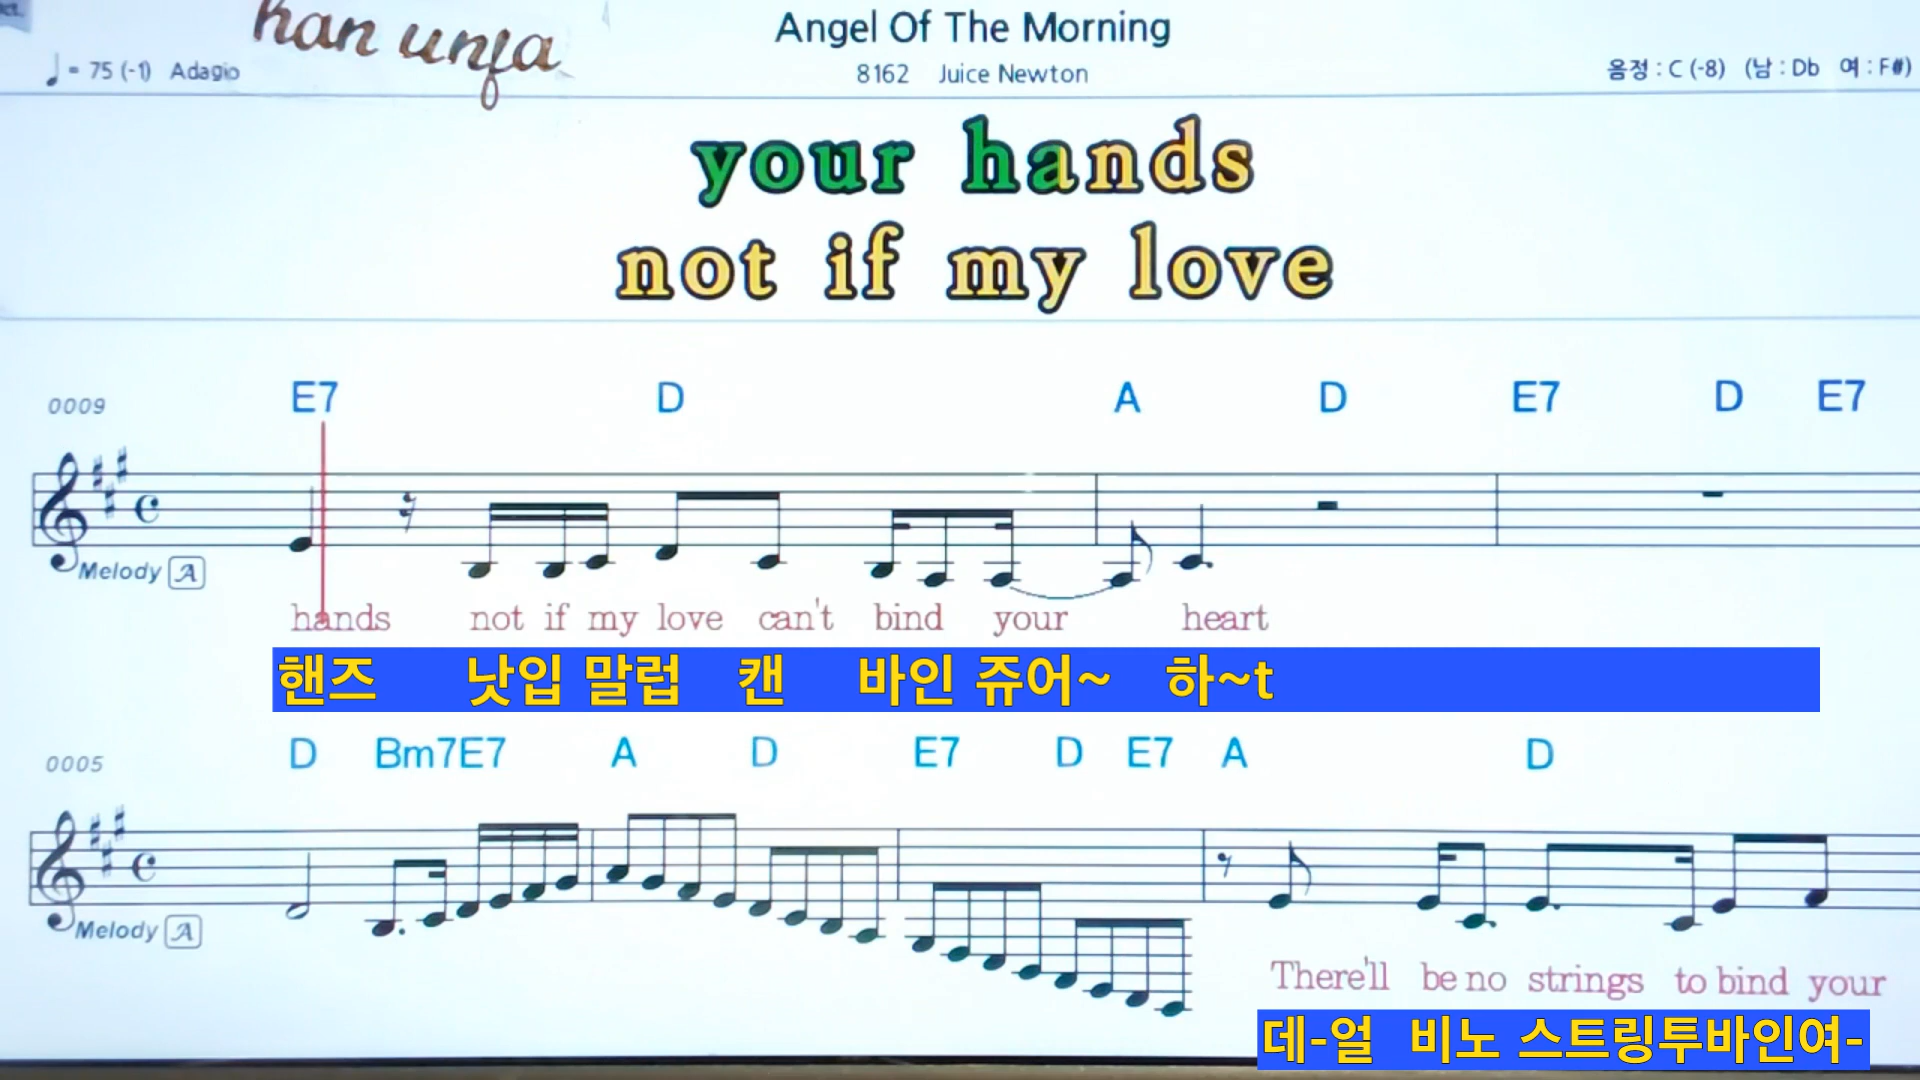 Angel Of The Morning
Kan unfa
♩ = 75 (-1) Adagio
8162 Juice Newton
음정 : C (-8) (남 : Db 여 : F#)
your hands
not if my love
0009
E7 D A D E7 D E7
Melody A
hands not if my love can't bind your heart
핸즈 낫입 말럽 캔 바인 쥬어~ 하~t
0005
D Bm7E7 A D E7 D E7 A D
Melody A
There'll be no strings to bind your
데-얼 비노 스트링투바인여-